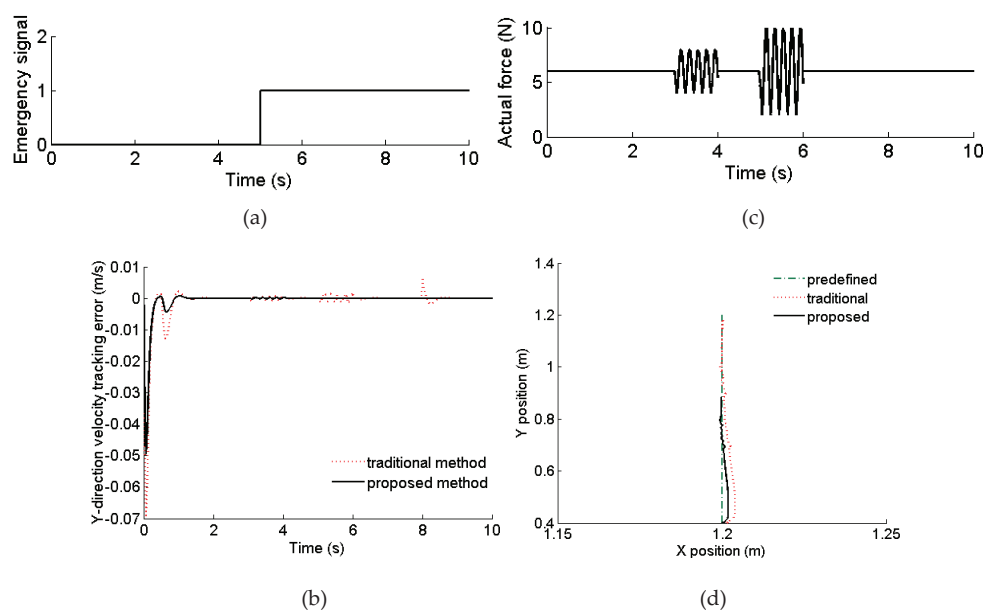 2
1
0
0 2 4 6 8 10
Emergency signal
Time (s)
(a)
10
5
0
0 2 4 6 8 10
Actual force (N)
Time (s)
(c)
0.01
0
-0.01
-0.02
-0.03
-0.04
-0.05
-0.06
-0.07
0 2 4 6 8 10
Y-direction velocity tracking error (m/s)
traditional method
proposed method
Time (s)
(b)
1.4
1.2
1
0.8
0.6
0.4
1.15 1.2 1.25
Y position (m)
predefined
traditional
proposed
X position (m)
(d)